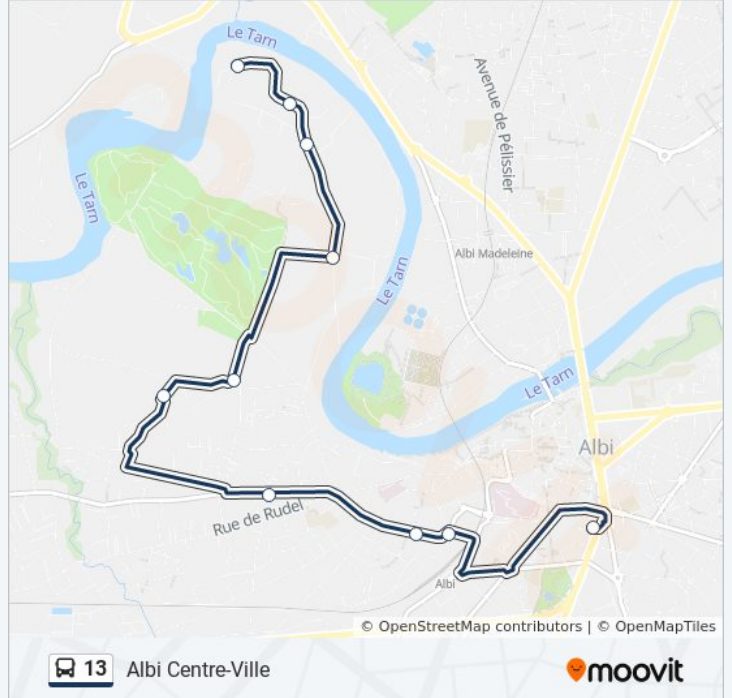 Le Tarn
Avenue de Pélissier
Le Tarn
Albi Madeleine
Le Tarn
Le Tarn
Albi
Rue de Rudel
Albi
© OpenStreetMap contributors | © OpenMapTiles
13 Albi Centre-Ville
moovit